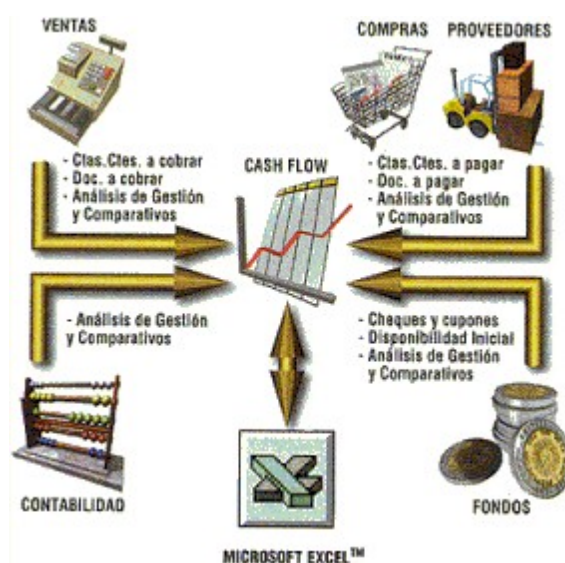 VENTAS
COMPRAS PROVEEDORES
- Ctas.Ctes. a cobrar
- Doc. a cobrar
- Análisis de Gestión
y Comparativos
CASH FLOW
- Ctas.Ctes. a pagar
- Doc. a pagar
- Análisis de Gestión
y Comparativos
- Análisis de Gestión
y Comparativos
- Cheques y cupones
- Disponibilidad Inicial
- Análisis de Gestión
y Comparativos
CONTABILIDAD
FONDOS
MICROSOFT EXCEL™